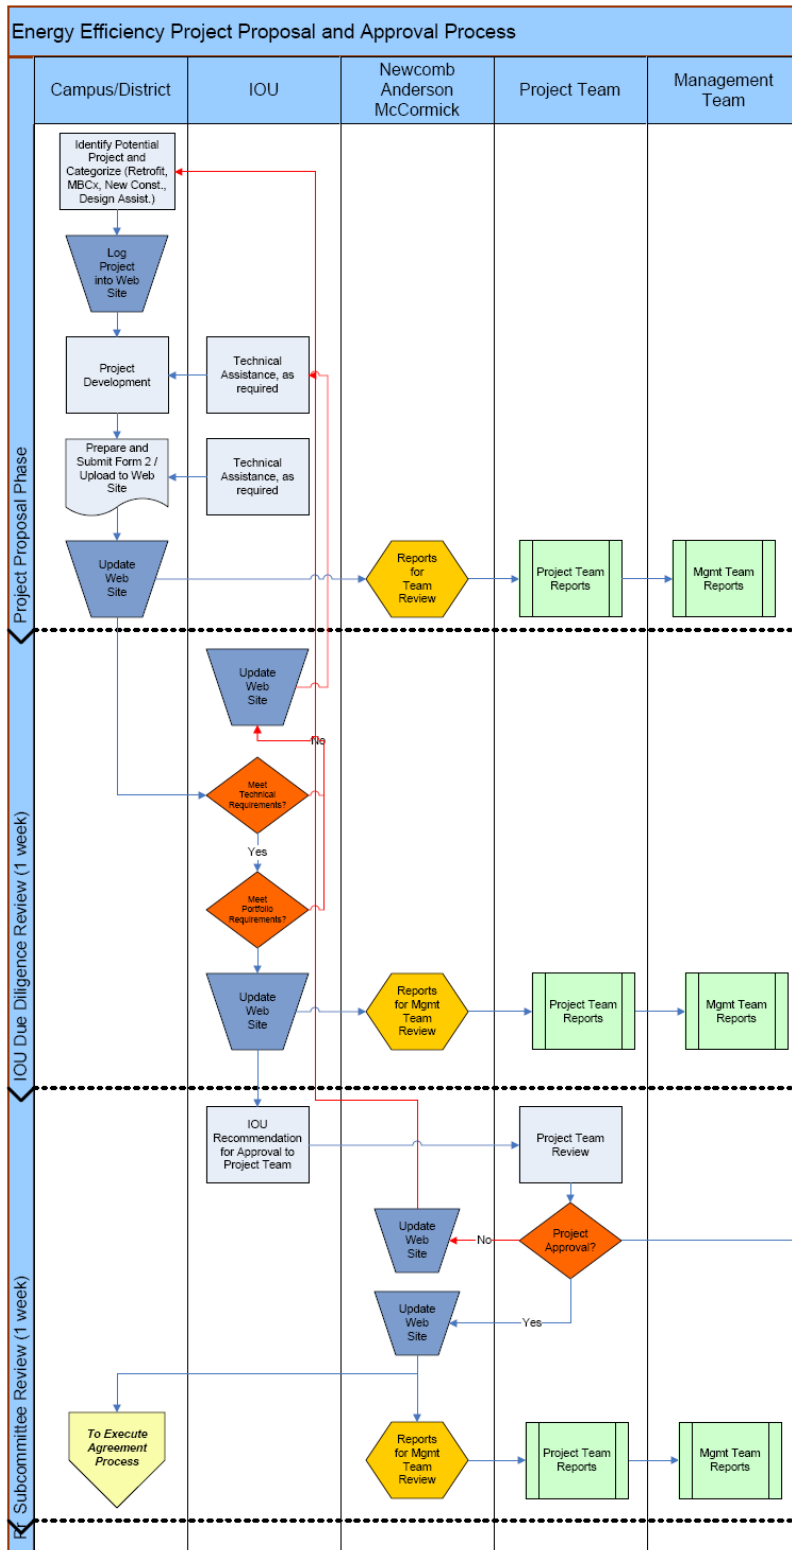 Energy Efficiency Project Proposal and Approval Process
Campus/District
IOU
Newcomb
Anderson
McCormick
Project Team
Management
Team
Project Proposal Phase
Identify Potential
Project and
Categorize (Retrofit,
MBCx, New Const.,
Design Assist.)
Log
Project
into Web
Site
Project
Development
Technical
Assistance, as
required
Prepare and
Submit Form 2 /
Upload to Web
Site
Technical
Assistance, as
required
Update
Web
Site
Reports
for
Team
Review
Project Team
Reports
Mgmt Team
Reports
IOU Due Diligence Review (1 week)
Update
Web
Site
No
Meet
Technical
Requirements?
Yes
Meet
Portfolio
Requirements?
Update
Web
Site
Reports
for Mgmt
Team
Review
Project Team
Reports
Mgmt Team
Reports
Subcommittee Review (1 week)
IOU
Recommendation
for Approval to
Project Team
Project Team
Review
Update
Web
Site
No
Project
Approval?
Update
Web
Site
Yes
To Execute
Agreement
Process
Reports
for Mgmt
Team
Review
Project Team
Reports
Mgmt Team
Reports